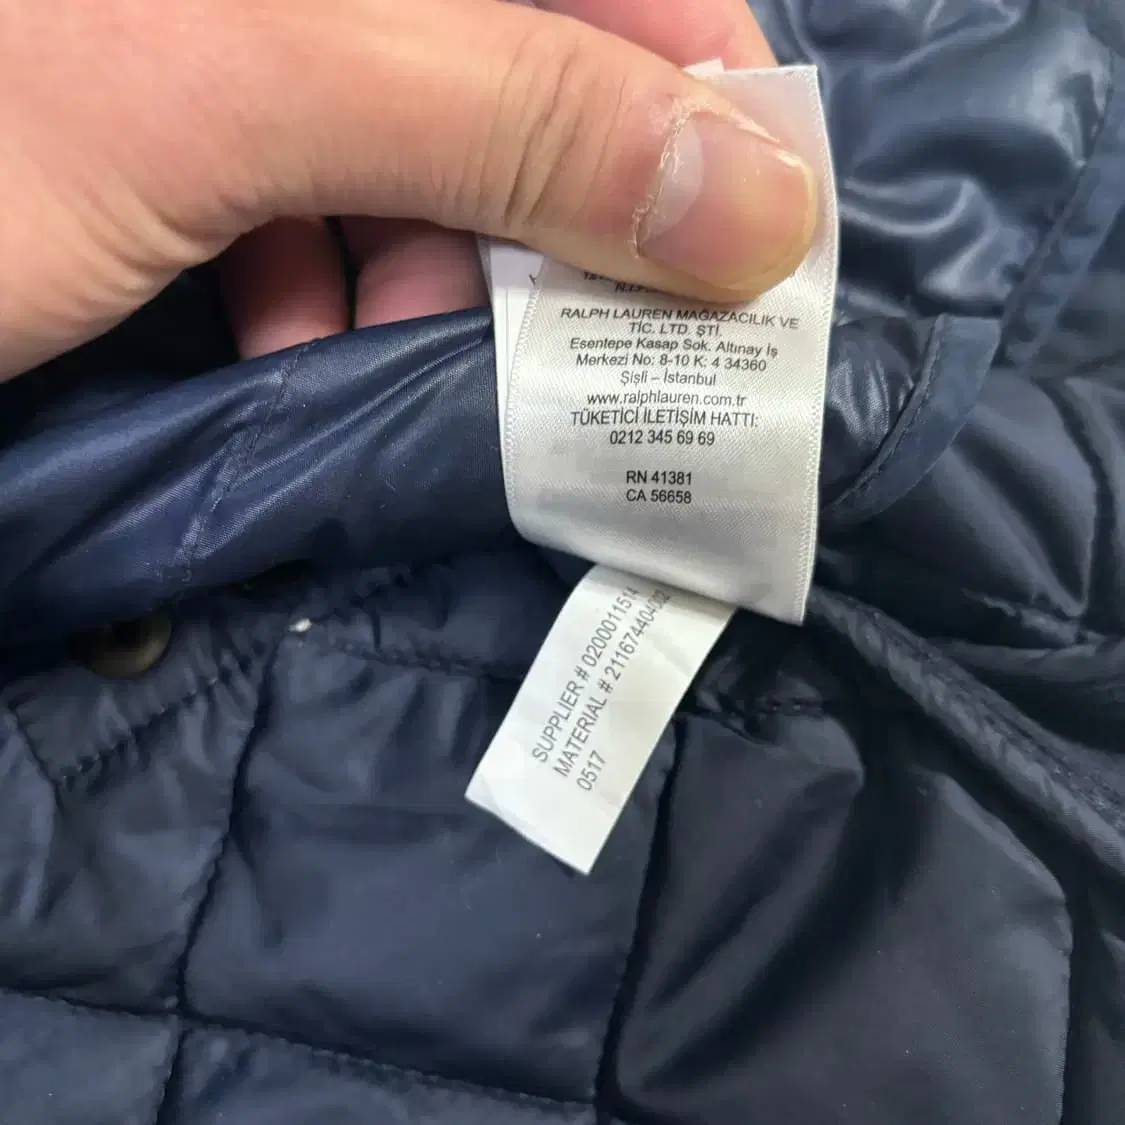 RALPH LAUREN MAĞAZACILIK VE
TİC. LTD. ŞTİ.
Esentepe Kasap Sok. Altınay İş
Merkezi No: 8-10 K: 4 34360
Şişli – İstanbul
www.ralphlauren.com.tr
TÜKETİCİ İLETİŞİM HATTI:
0212 345 69 69
RN 41381
CA 56658
SUPPLIER # 0200011514
MATERIAL # 211674404002
0517